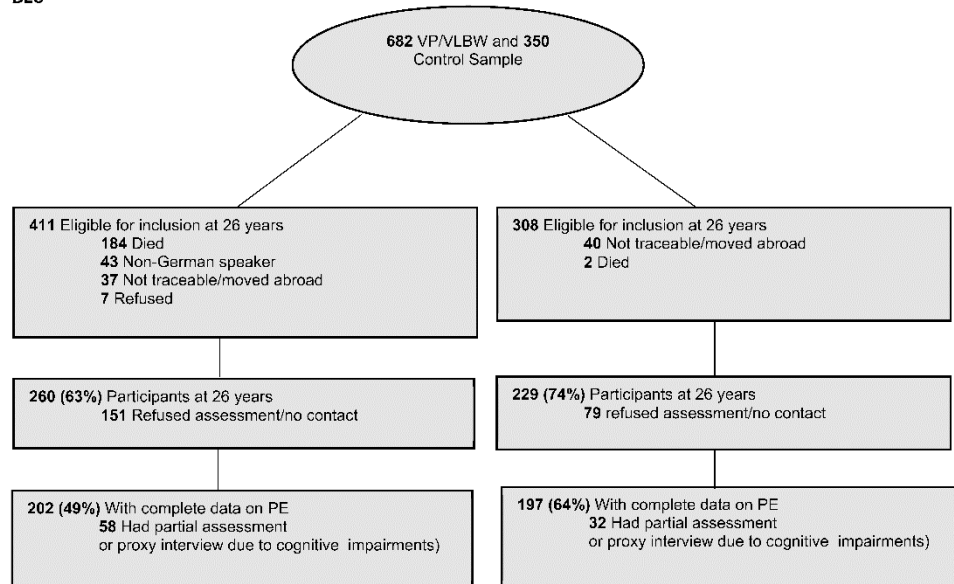 682 VP/VLBW and 350
Control Sample
411 Eligible for inclusion at 26 years
184 Died
43 Non-German speaker
37 Not traceable/moved abroad
7 Refused
308 Eligible for inclusion at 26 years
40 Not traceable/moved abroad
2 Died
260 (63%) Participants at 26 years
151 Refused assessment/no contact
229 (74%) Participants at 26 years
79 refused assessment/no contact
202 (49%) With complete data on PE
58 Had partial assessment
or proxy interview due to cognitive impairments)
197 (64%) With complete data on PE
32 Had partial assessment
or proxy interview due to cognitive impairments)